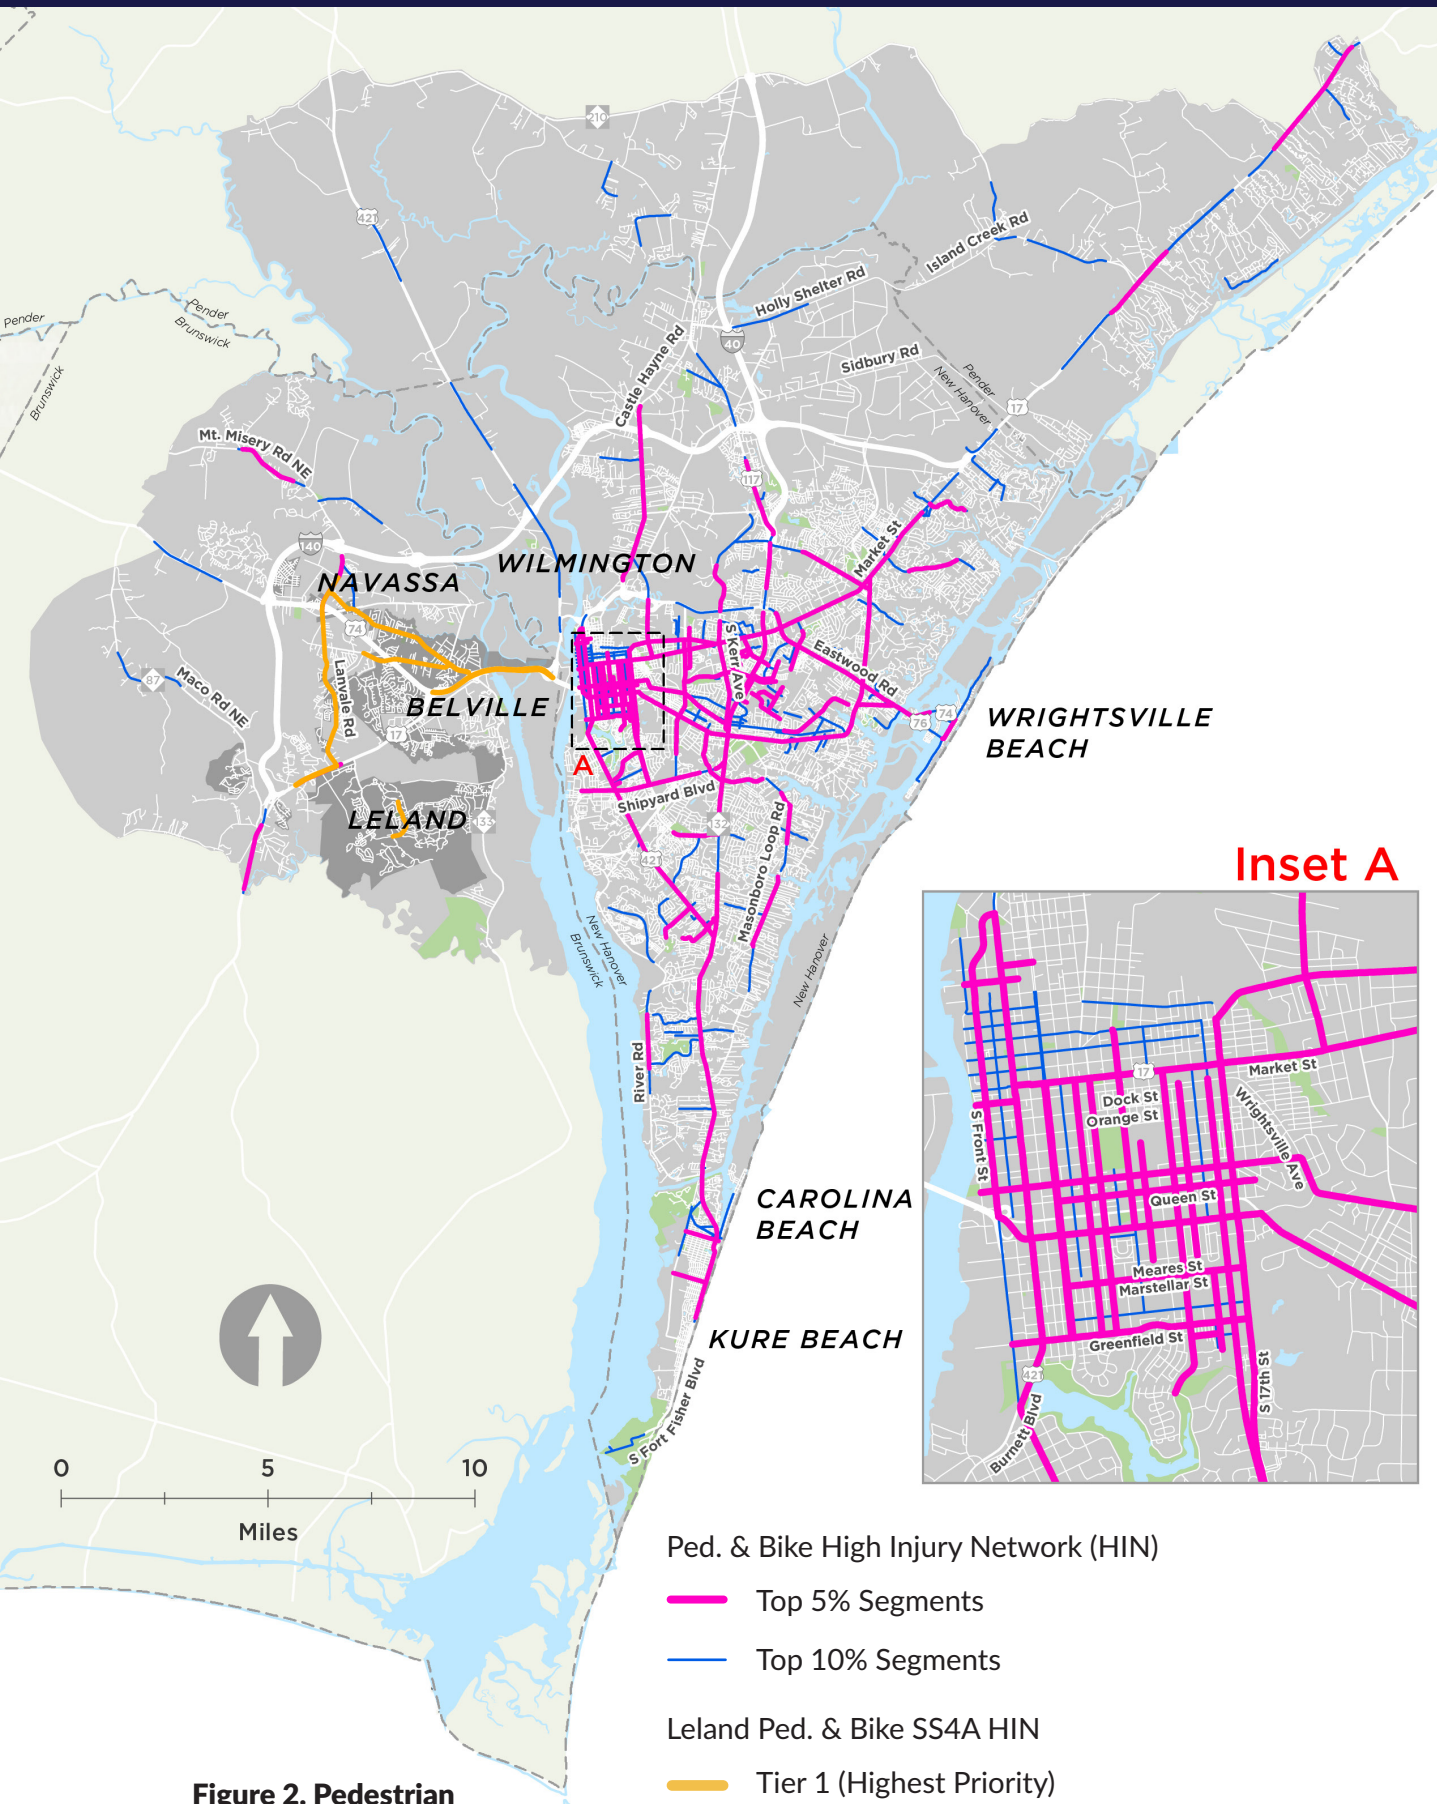 210
421
Island Creek Rd
Holly Shelter Rd
Pender
Pender
Brunswick
Brunswick
Castle Hayne Rd
40
Sidbury Rd
Pender
New Hanover
17
Mt. Misery Rd NE
117
Market St
140
WILMINGTON
NAVASSA
74
S Kerr Ave
Eastwood Rd
87
Maco Rd NE
Lanvale Rd
BELVILLE
17
76
74
WRIGHTSVILLE
BEACH
A
Shipyard Blvd
LELAND
133
132
421
Masonboro Loop Rd
New Hanover
Brunswick
New Hanover
River Rd
CAROLINA
BEACH
KURE BEACH
S Fort Fisher Blvd
Inset A
17
Market St
Dock St
Orange St
Wrightsville Ave
S Front St
Queen St
Meares St
Marstellar St
Greenfield St
421
Burnett Blvd
S 17th St
0 5 10
Miles
Ped. & Bike High Injury Network (HIN)
Top 5% Segments
Top 10% Segments
Leland Ped. & Bike SS4A HIN
Tier 1 (Highest Priority)
Figure 2. Pedestrian